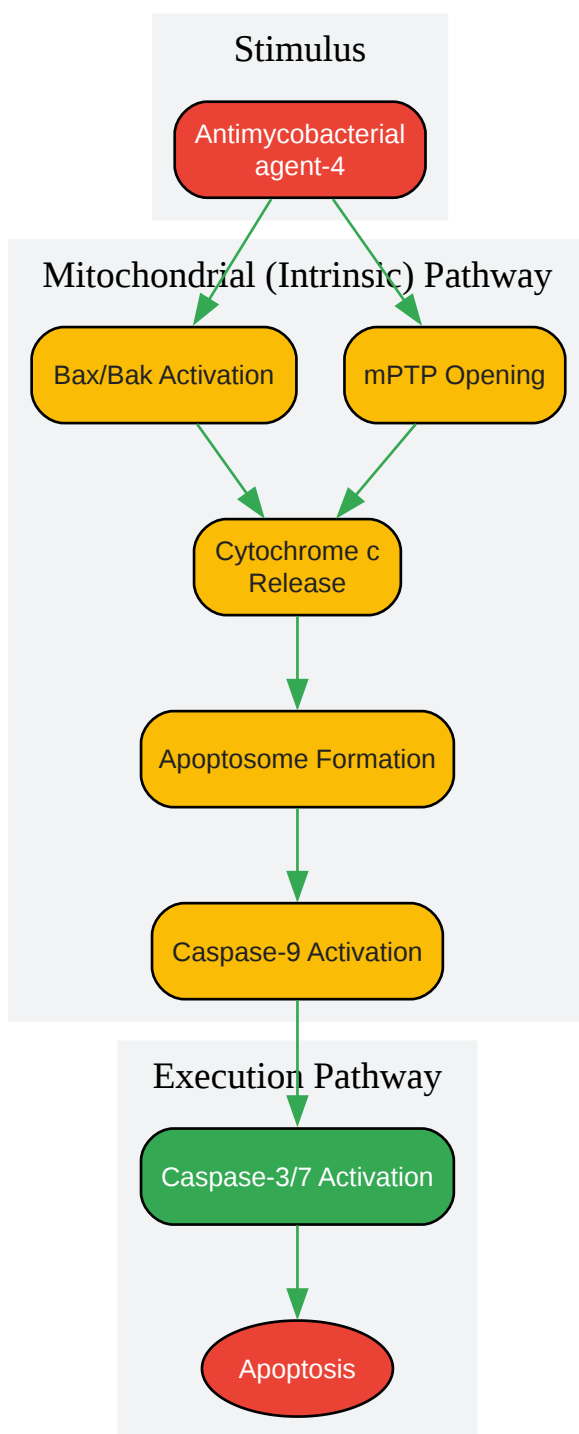 Stimulus
Antimycobacterial
agent-4
Mitochondrial (Intrinsic) Pathway
Bax/Bak Activation
mPTP Opening
Cytochrome c
Release
Apoptosome Formation
Caspase-9 Activation
Execution Pathway
Caspase-3/7 Activation
Apoptosis